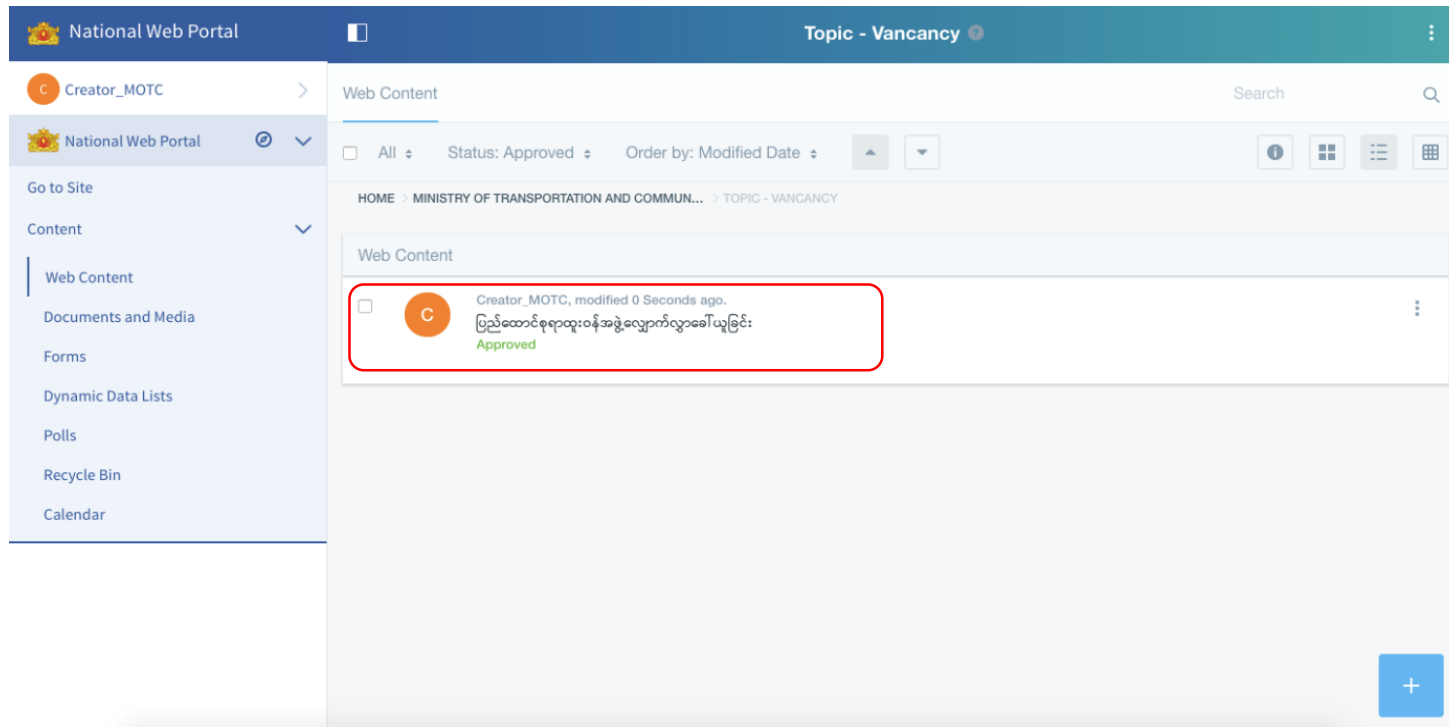 National Web Portal
Topic - Vancancy
C
Creator_MOTC
Web Content
Search
National Web Portal
All
Status: Approved
Order by: Modified Date
Go to Site
HOME > MINISTRY OF TRANSPORTATION AND COMMUN... > TOPIC - VANCANCY
Content
Web Content
Web Content
C
Creator_MOTC, modified 0 Seconds ago.
ပြည်ထောင်စုရာထူးဝန်အဖွဲ့လျှောက်လွှာခေါ်ယူခြင်း
Approved
Documents and Media
Forms
Dynamic Data Lists
Polls
Recycle Bin
Calendar